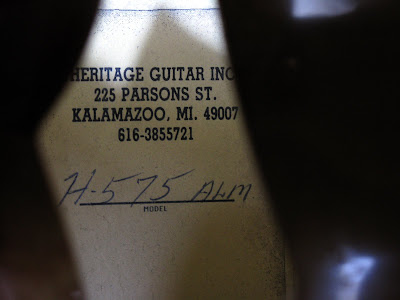 HERITAGE GUITAR INC
225 PARSONS ST.
KALAMAZOO, MI. 49007
616-3855721
H-575 ALM
MODEL